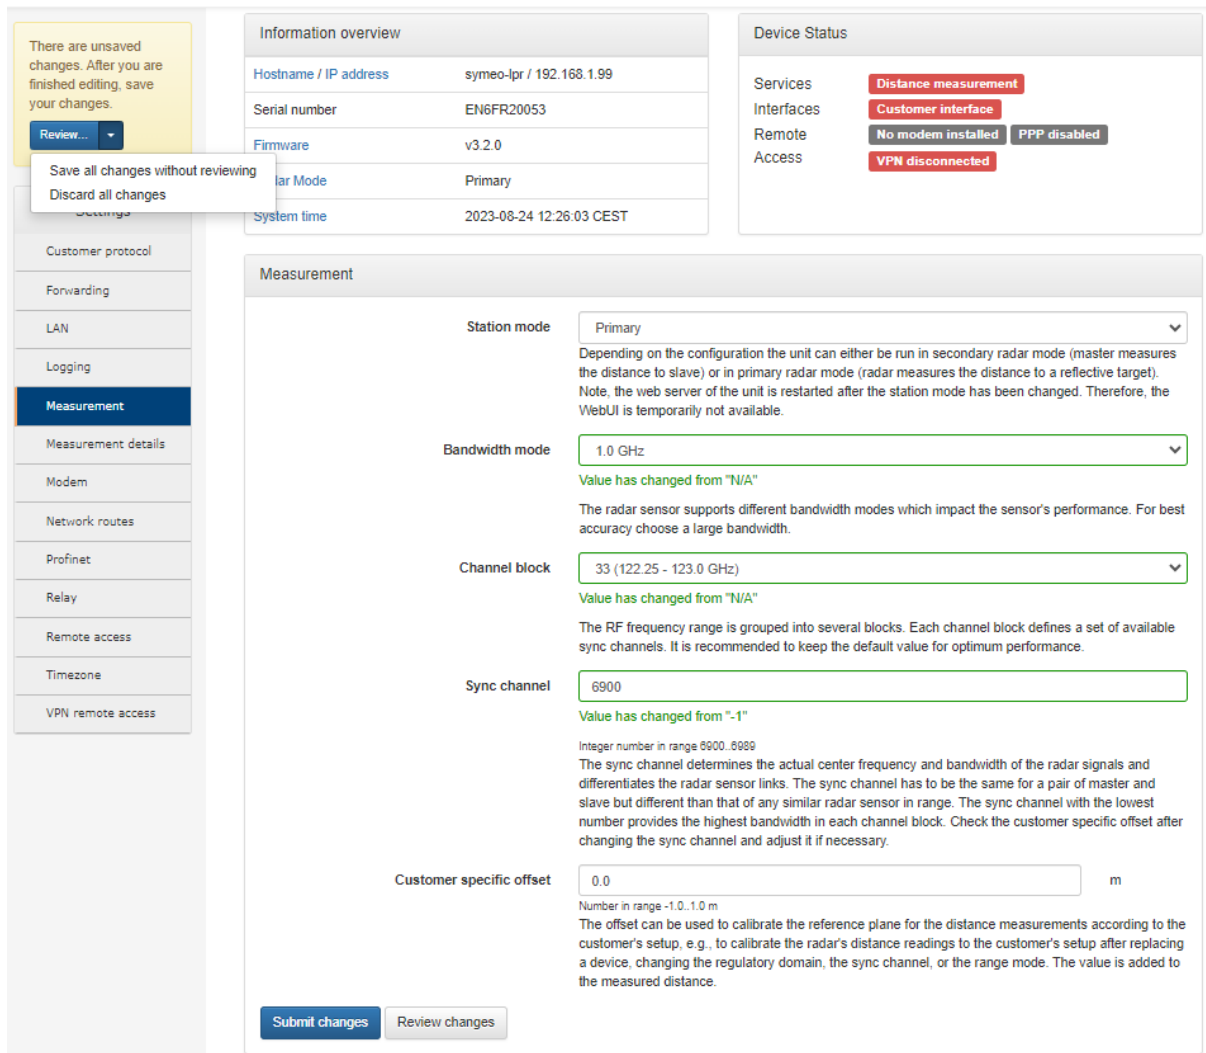 There are unsaved
changes. After you are
finished editing, save
your changes.
Review...
Save all changes without reviewing
Discard all changes
Settings
Customer protocol
Forwarding
LAN
Logging
Measurement
Measurement details
Modem
Network routes
Profinet
Relay
Remote access
Timezone
VPN remote access
Information overview
Hostname / IP address symeo-lpr / 192.168.1.99
Serial number EN6FR20053
Firmware v3.2.0
dar Mode Primary
System time 2023-08-24 12:26:03 CEST
Device Status
Services Distance measurement
Interfaces Customer interface
Remote No modem installed PPP disabled
Access VPN disconnected
Measurement
Station mode Primary
Depending on the configuration the unit can either be run in secondary radar mode (master measures
the distance to slave) or in primary radar mode (radar measures the distance to a reflective target).
Note, the web server of the unit is restarted after the station mode has been changed. Therefore, the
WebUI is temporarily not available.
Bandwidth mode 1.0 GHz
Value has changed from "N/A"
The radar sensor supports different bandwidth modes which impact the sensor's performance. For best
accuracy choose a large bandwidth.
Channel block 33 (122.25 - 123.0 GHz)
Value has changed from "N/A"
The RF frequency range is grouped into several blocks. Each channel block defines a set of available
sync channels. It is recommended to keep the default value for optimum performance.
Sync channel 6900
Value has changed from "-1"
Integer number in range 6900..6989
The sync channel determines the actual center frequency and bandwidth of the radar signals and
differentiates the radar sensor links. The sync channel has to be the same for a pair of master and
slave but different than that of any similar radar sensor in range. The sync channel with the lowest
number provides the highest bandwidth in each channel block. Check the customer specific offset after
changing the sync channel and adjust it if necessary.
Customer specific offset 0.0 m
Number in range -1.0..1.0 m
The offset can be used to calibrate the reference plane for the distance measurements according to the
customer's setup, e.g., to calibrate the radar's distance readings to the customer's setup after replacing
a device, changing the regulatory domain, the sync channel, or the range mode. The value is added to
the measured distance.
Submit changes Review changes